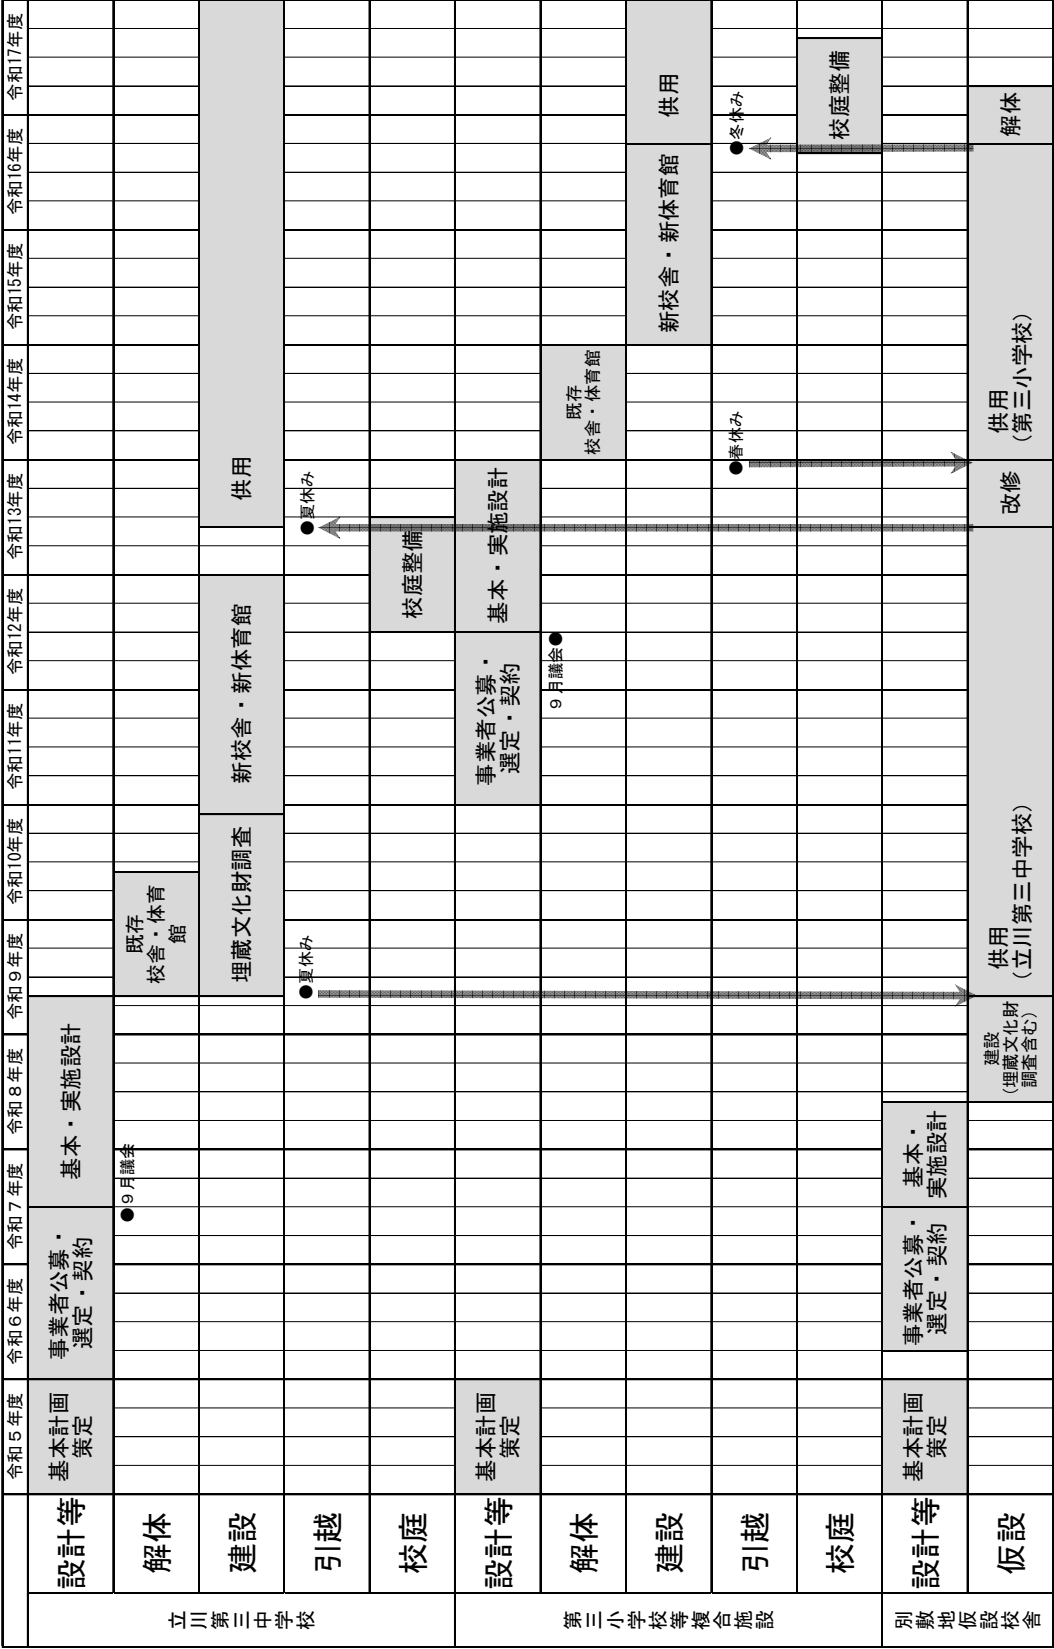 令和５年度
令和６年度
令和７年度
令和８年度
令和９年度
令和10年度
令和11年度
令和12年度
令和13年度
令和14年度
令和15年度
令和16年度
令和17年度
立川第三中学校
設計等
基本計画
策定
事業者公募・
選定・契約
基本・実施設計
解体
●９月議会
既存
校舎・体育
館
建設
埋蔵文化財調査
新校舎・新体育館
供用
引越
●夏休み
●夏休み
校庭
校庭整備
第三小学校等複合施設
設計等
基本計画
策定
事業者公募・
選定・契約
基本・実施設計
解体
９月議会●
既存
校舎・体育館
建設
新校舎・新体育館
供用
引越
●春休み
●冬休み
校庭
校庭整備
別敷地仮設校舎
設計等
基本計画
策定
事業者公募・
選定・契約
基本・
実施設計
仮設
建設
（埋蔵文化財
調査含む）
供用
（立川第三中学校）
改修
供用
（第三小学校）
解体